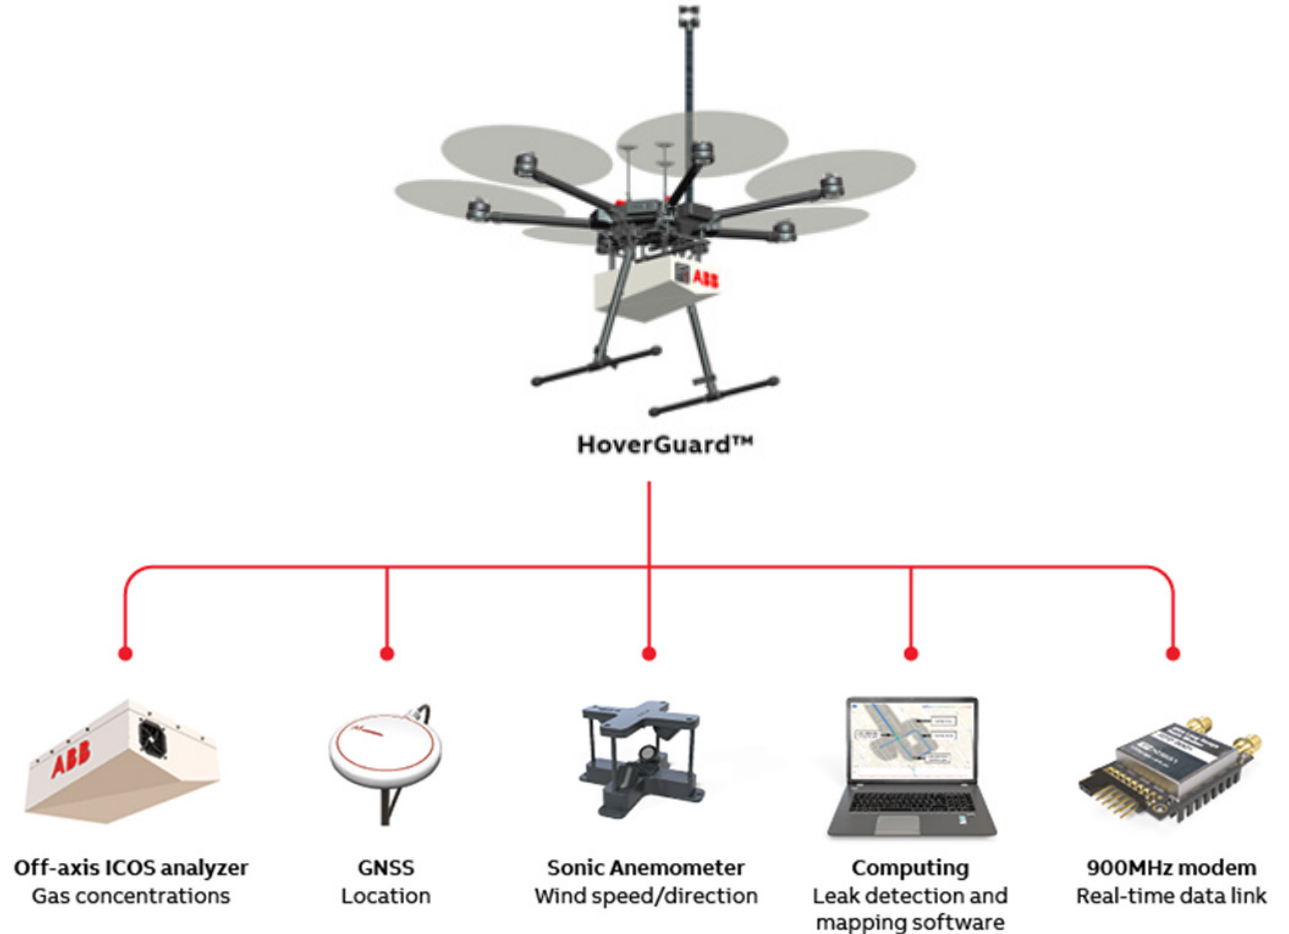 ABB
HoverGuard™
ABB
Off-axis ICOS analyzer
Gas concentrations
GNSS
Location
Sonic Anemometer
Wind speed/direction
Computing
Leak detection and
mapping software
900MHz modem
Real-time data link